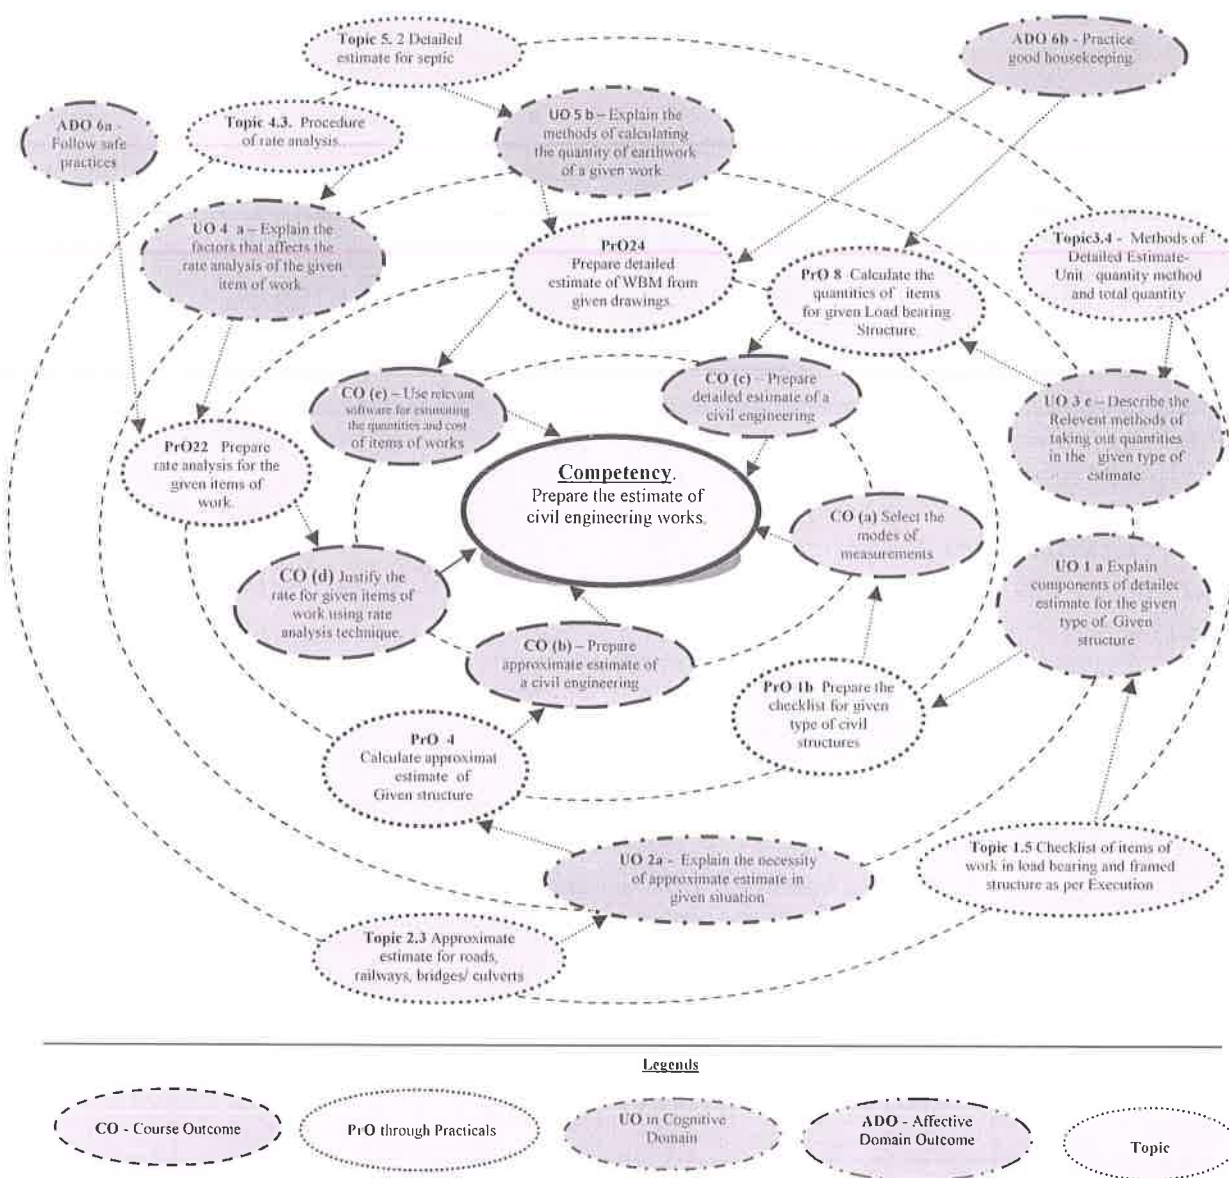 Topic 5. 2 Detailed
estimate for septic
ADO 6b - Practice
good housekeeping
ADO 6a -
Follow safe
practices
Topic 4.3. Procedure
of rate analysis
UO 5 b – Explain the
methods of calculating
the quantity of earthwork
of a given work
UO 4 a – Explain the
factors that affects the
rate analysis of the given
item of work.
PrO24
Prepare detailed
estimate of WBM from
given drawings.
PrO 8 Calculate the
quantities of items
for given Load bearing
Structure.
Topic3.4 - Methods of
Detailed Estimate-
Unit quantity method
and total quantity
CO (e) – Use relevant
software for estimating
the quantities and cost
of items of works
CO (c) – Prepare
detailed estimate of a
civil engineering
UO 3 c – Describe the
Relevent methods of
taking out quantities
in the given type of
estimate
PrO22 Prepare
rate analysis for the
given items of
work.
Competency.
Prepare the estimate of
civil engineering works.
CO (a) Select the
modes of
measurements
CO (d) Justify the
rate for given items of
work using rate
analysis technique.
UO 1 a Explain
components of detailec
estimate for the given
type of Given
structure
CO (b) – Prepare
approximate estimate of
a civil engineering
PrO 1b Prepare the
checklist for given
type of civil
structures
PrO 4
Calculate approximat
estimate of
Given structure
UO 2a - Explain the necessity
of approximate estimate in
given situation
Topic 1.5 Checklist of items of
work in load bearing and framed
structure as per Execution
Topic 2.3 Approximate
estimate for roads,
railways, bridges/ culverts
Legends
CO - Course Outcome
PrO through Practicals
UO in Cognitive
Domain
ADO - Affective
Domain Outcome
Topic